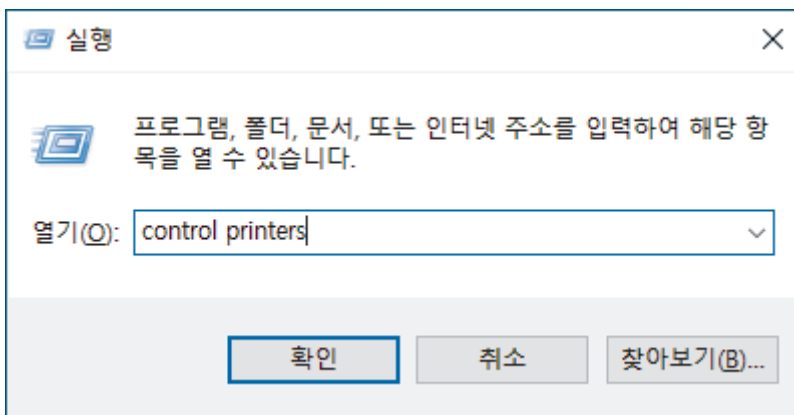 실행
프로그램, 폴더, 문서, 또는 인터넷 주소를 입력하여 해당 항
목을 열 수 있습니다.
열기(O): control printers
확인 취소 찾아보기(B)...